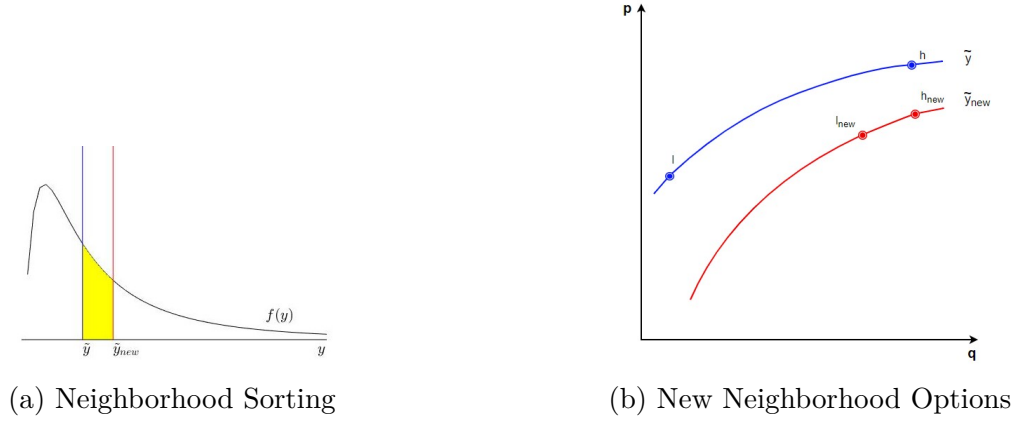 f(y)
ỹ
ỹnew
y
(a) Neighborhood Sorting
p
h
ỹ
hnew
ỹnew
lnew
l
q
(b) New Neighborhood Options